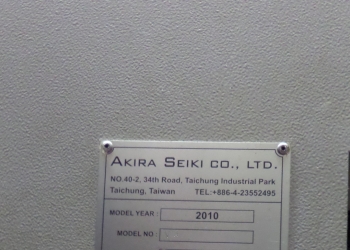 AKIRA SEIKI CO., LTD.
NO.40-2, 34th Road, Taichung Industrial Park
Taichung, Taiwan TEL:+886-4-23552495
MODEL YEAR : 2010
MODEL NO :